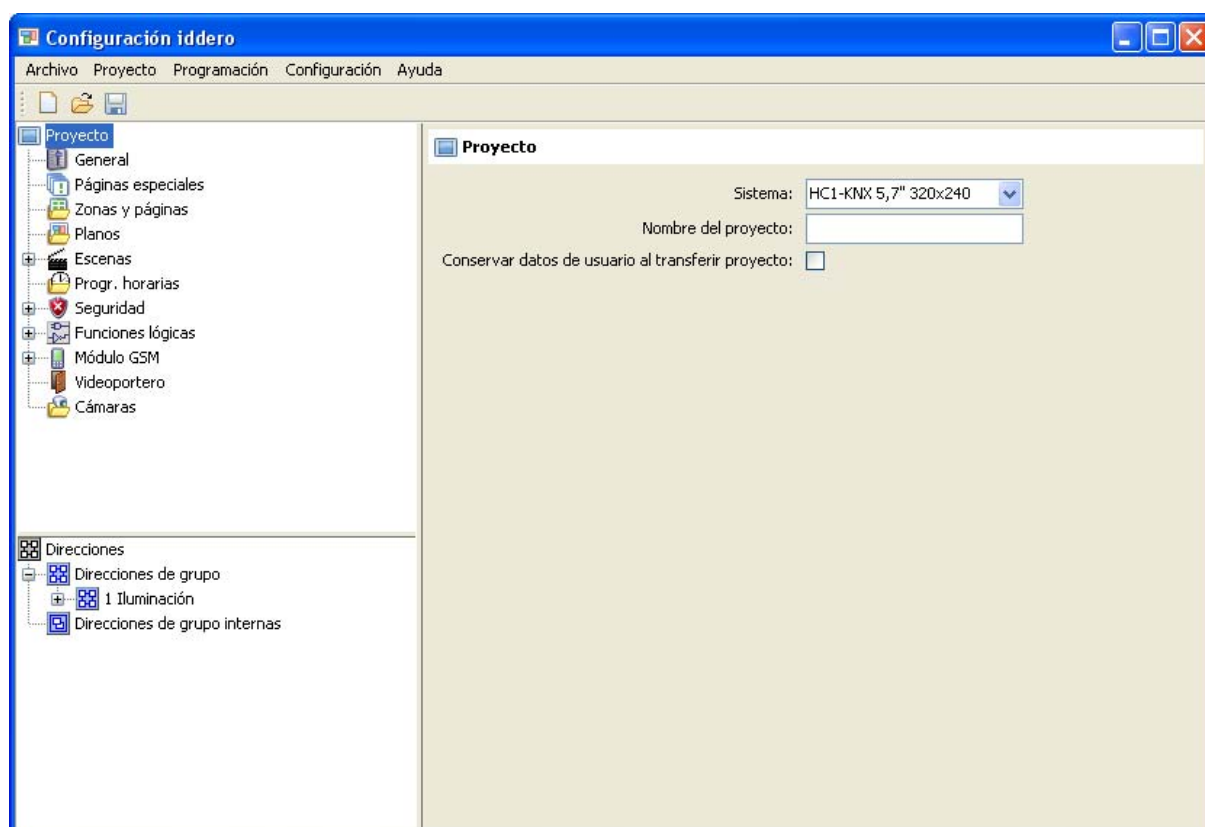 Configuración iddero
Archivo Proyecto Programación Configuración Ayuda
Proyecto
General
Páginas especiales
Zonas y páginas
Planos
Escenas
Progr. horarias
Seguridad
Funciones lógicas
Módulo GSM
Videoportero
Cámaras
Direcciones
Direcciones de grupo
1 Iluminación
Direcciones de grupo internas
Proyecto
Sistema: HC1-KNX 5,7" 320x240
Nombre del proyecto:
Conservar datos de usuario al transferir proyecto: